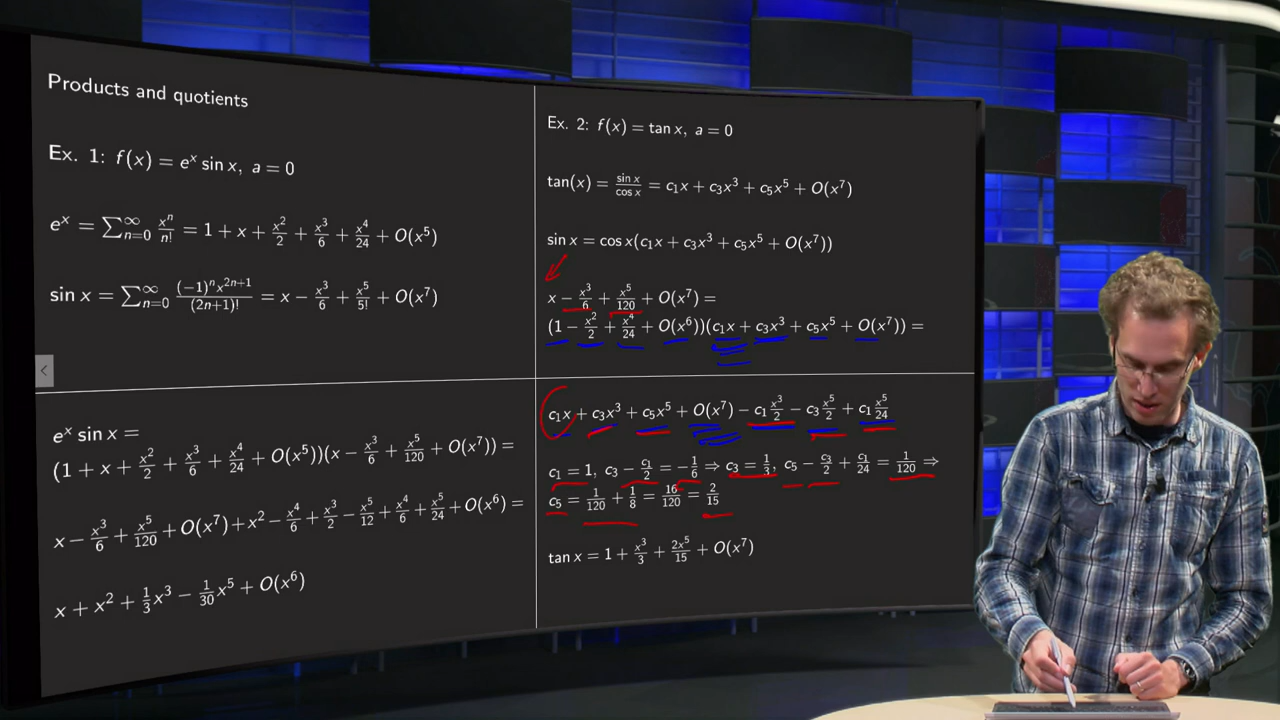 Products and quotients
Ex. 1: f(x) = e^x sin x, a = 0
e^x = ∑_{n=0}^{∞} x^n/n! = 1 + x + x^2/2 + x^3/6 + x^4/24 + O(x^5)
sin x = ∑_{n=0}^{∞} (−1)^n x^{2n+1}/(2n+1)! = x − x^3/6 + x^5/5! + O(x^7)
e^x sin x =
(1 + x + x^2/2 + x^3/6 + x^4/24 + O(x^5))(x − x^3/6 + x^5/120 + O(x^7)) =
x − x^3/6 + x^5/120 + O(x^7) + x^2 − x^4/6 + x^3/2 − x^5/12 + x^4/6 + x^5/24 + O(x^6) =
x + x^2 + 1/3 x^3 − 1/30 x^5 + O(x^6)
Ex. 2: f(x) = tan x, a = 0
tan(x) = sin x/cos x = c_1x + c_3x^3 + c_5x^5 + O(x^7)
sin x = cos x(c_1x + c_3x^3 + c_5x^5 + O(x^7))
x − x^3/6 + x^5/120 + O(x^7) =
(1 − x^2/2 + x^4/24 + O(x^6))(c_1x + c_3x^3 + c_5x^5 + O(x^7)) =
c_1x + c_3x^3 + c_5x^5 + O(x^7) − c_1 x^3/2 − c_3 x^5/2 + c_1 x^5/24
c_1 = 1, c_3 − c_1/2 = −1/6 ⇒ c_3 = 1/3, c_5 − c_3/2 + c_1/24 = 1/120 ⇒
c_5 = 1/120 + 1/8 = 16/120 = 2/15
tan x = 1 + x^3/3 + 2x^5/15 + O(x^7)